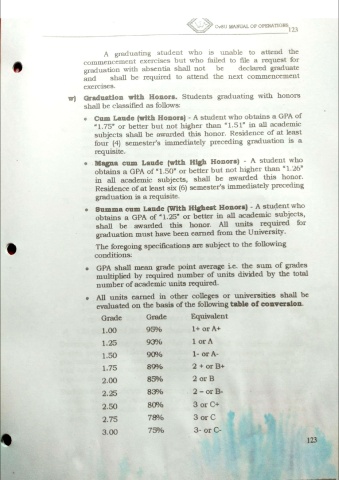 CvSU MANUAL OF OPERATIONS
123
A graduating student who is unable to attend the
commencement exercises but who failed to file a request for
graduation with absentia shall not be declared graduate
and shall be required to attend the next commencement
exercises.
w) Graduation with Honors. Students graduating with honors
shall be classified as follows:
• Cum Laude (with Honors) - A student who obtains a GPA of
"1.75" or better but not higher than "1.51" in all academic
subjects shall be awarded this honor. Residence of at least
four (4) semester's immediately preceding graduation is a
requisite.
• Magna cum Laude (with High Honors) - A student who
obtains a GPA of "1.50" or better but not higher than "1.26"
in all academic subjects, shall be awarded this honor.
Residence of at least six (6) semester's immediately preceding
graduation is a requisite.
• Summa cum Laude (With Highest Honors) - A student who
obtains a GPA of "1.25" or better in all academic subjects,
shall be awarded this honor. All units required for
graduation must have been earned from the University.
The foregoing specifications are subject to the following
conditions:
• GPA shall mean grade point average i.e. the sum of grades
multiplied by required number of units divided by the total
number of academic units required.
• All units earned in other colleges or universities shall be
evaluated on the basis of the following table of conversion.
Grade Grade Equivalent
1.00 95% 1+ or A+
1.25 93% 1 or A
1.50 90% 1- or A-
1.75 89% 2 + or B+
2.00 85% 2 or B
2.25 83% 2 – or B-
2.50 80% 3 or C+
2.75 78% 3 or C
3.00 75% 3- or C-
123